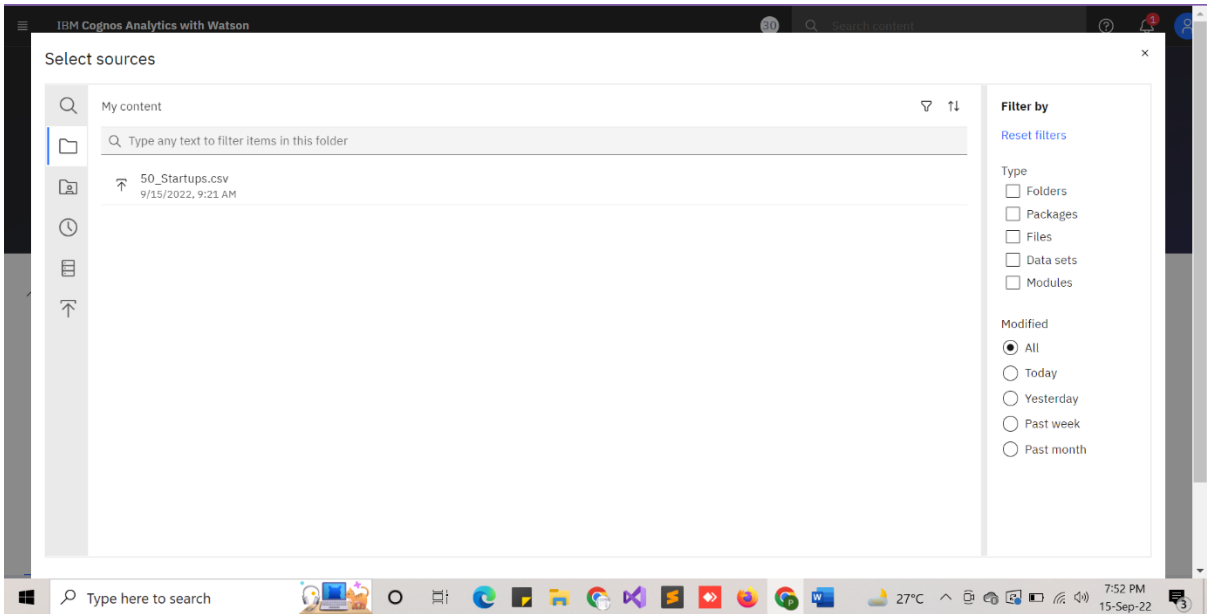 IBM Cognos Analytics with Watson
30
Search content
1
Select sources
×
My content
Type any text to filter items in this folder
50_Startups.csv
9/15/2022, 9:21 AM
Filter by
Reset filters
Type
Folders
Packages
Files
Data sets
Modules
Modified
All
Today
Yesterday
Past week
Past month
Type here to search
27°C
7:52 PM
15-Sep-22
3